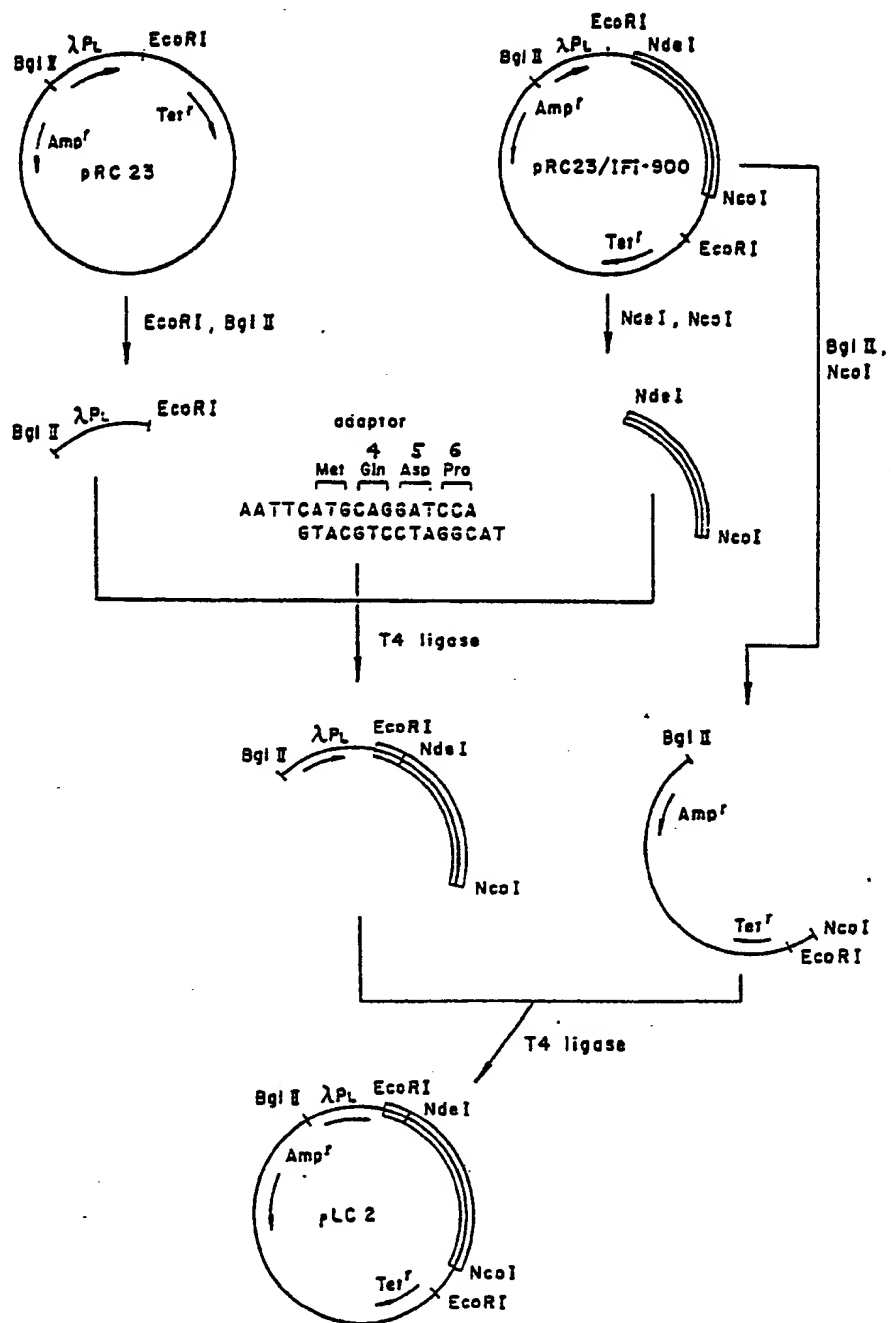 EcoRI
λPL
Bgl II
Ampr
Tetr
pRC 23
EcoRI
NdeI
λPL
Bgl II
Ampr
pRC23/IFI-900
NcoI
EcoRI
Tetr
EcoRI, Bgl II
NdeI, NcoI
Bgl II,
NcoI
Bgl II
λPL
EcoRI
NdeI
NcoI
adaptor
4 5 6
Met Gln Asp Pro
AATTCATGCAGGATCCA
GTACGTCCTAGGCAT
T4 ligase
Bgl II
λPL
EcoRI
NdeI
NcoI
Bgl II
Ampr
Tetr
NcoI
EcoRI
T4 ligase
Bgl II
λPL
EcoRI
NdeI
Ampr
pLC 2
Tetr
NcoI
EcoRI